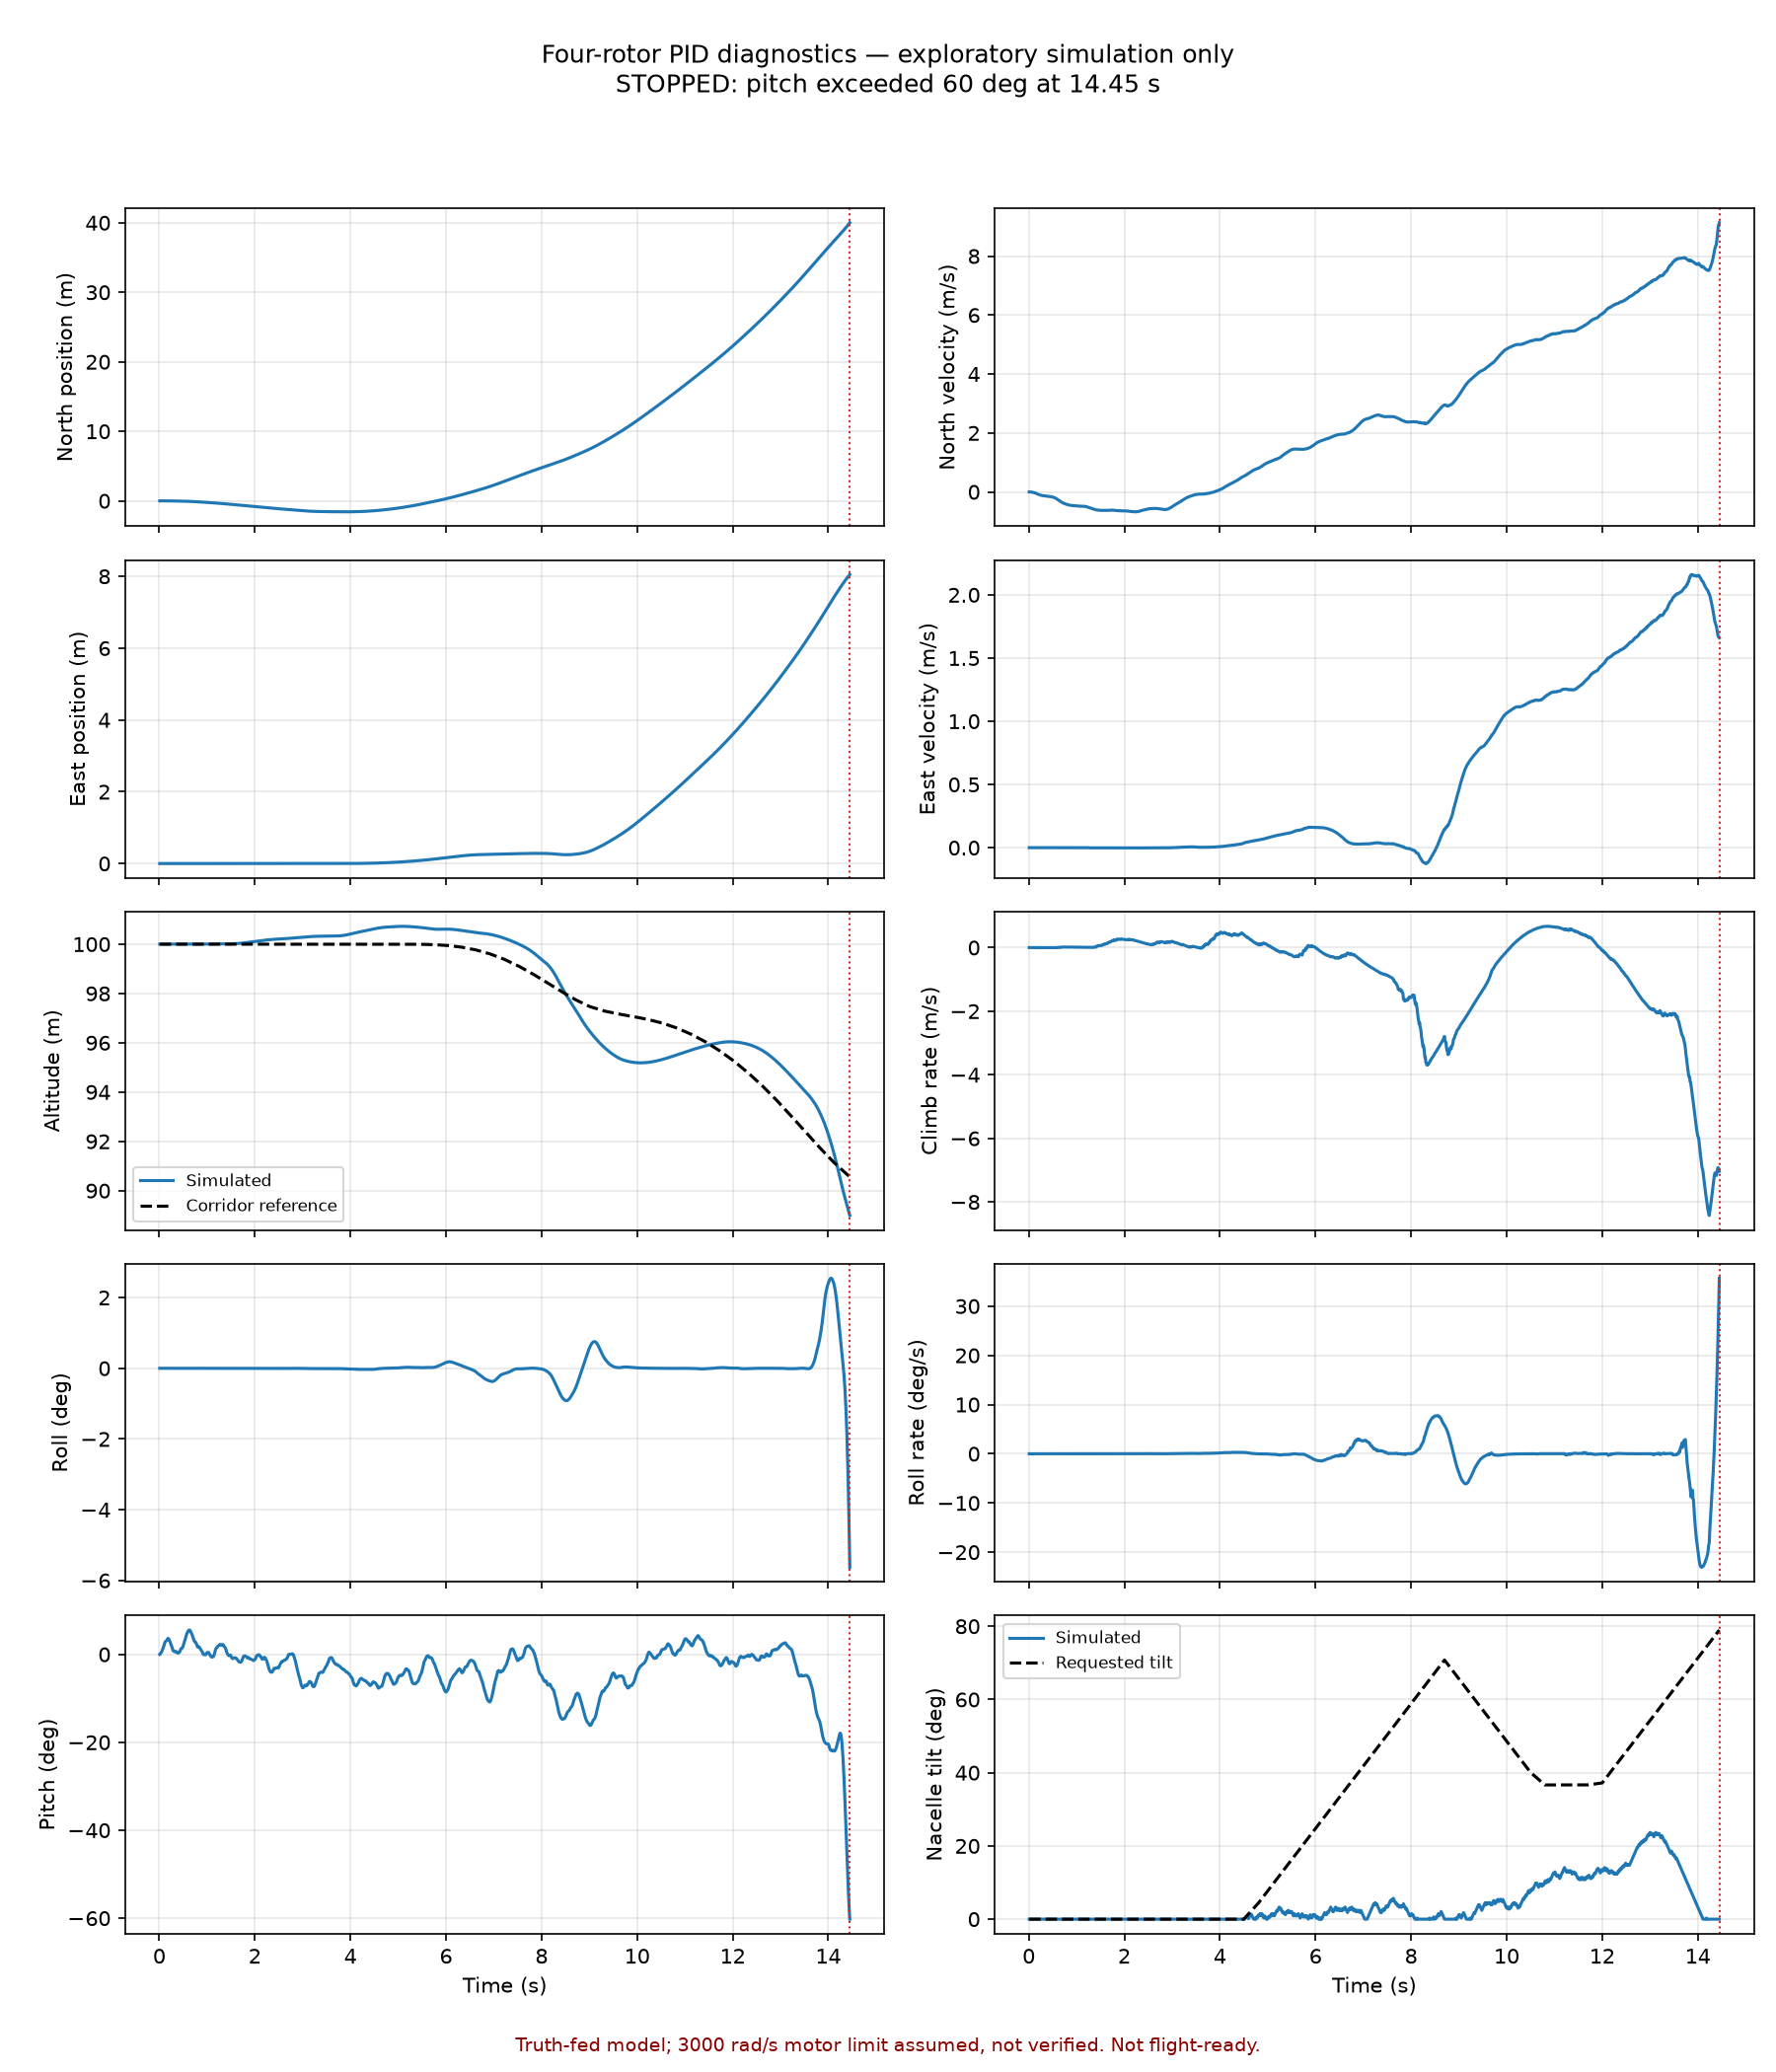 Four-rotor PID diagnostics — exploratory simulation only
STOPPED: pitch exceeded 60 deg at 14.45 s
North position (m)
40
30
20
10
0
North velocity (m/s)
8
6
4
2
0
East position (m)
8
6
4
2
0
East velocity (m/s)
2.0
1.5
1.0
0.5
0.0
Altitude (m)
100
98
96
94
92
90
Simulated
Corridor reference
Climb rate (m/s)
0
−2
−4
−6
−8
Roll (deg)
2
0
−2
−4
−6
Roll rate (deg/s)
30
20
10
0
−10
−20
Pitch (deg)
0
−20
−40
−60
0 2 4 6 8 10 12 14
Time (s)
Nacelle tilt (deg)
80
60
40
20
0
Simulated
Requested tilt
0 2 4 6 8 10 12 14
Time (s)
Truth-fed model; 3000 rad/s motor limit assumed, not verified. Not flight-ready.